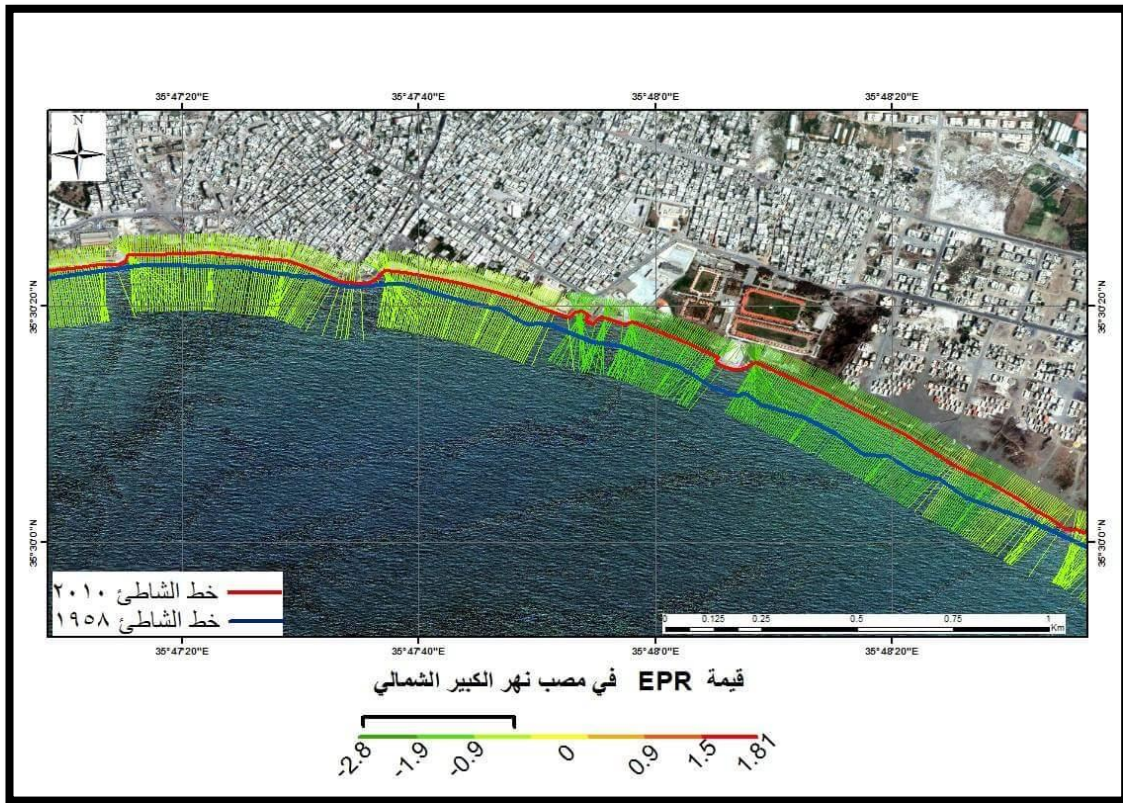 35°47'20"E 35°47'40"E 35°48'0"E 35°48'20"E
N
35°30'20"N 35°30'20"N
35°30'0"N 35°30'0"N
خط الشاطئ ٢٠١٠
خط الشاطئ ١٩٥٨
0 0.125 0.25 0.5 0.75 1
Km
35°47'20"E 35°47'40"E 35°48'0"E 35°48'20"E
قيمة EPR في مصب نهر الكبير الشمالي
-2.8 -1.9 -0.9 0 0.9 1.5 1.81